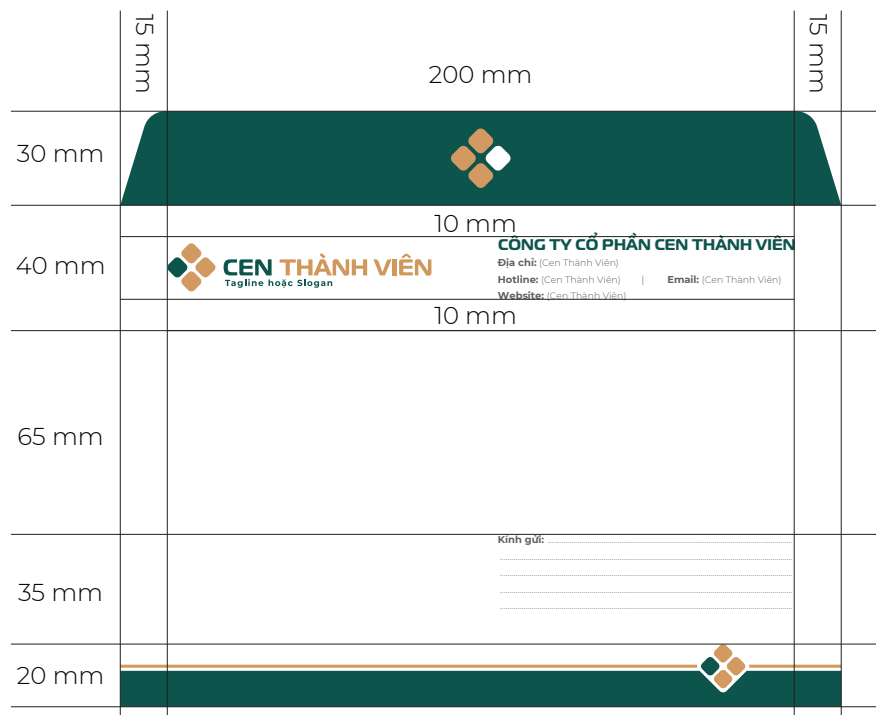 15 mm
200 mm
15 mm
30 mm
10 mm
40 mm
CEN THÀNH VIÊN
Tagline hoặc Slogan
CÔNG TY CỔ PHẦN CEN THÀNH VIÊN
Địa chỉ: (Cen Thành Viên)
Hotline: (Cen Thành Viên) | Email: (Cen Thành Viên)
Website: (Cen Thành Viên)
10 mm
65 mm
Kính gửi:
35 mm
20 mm